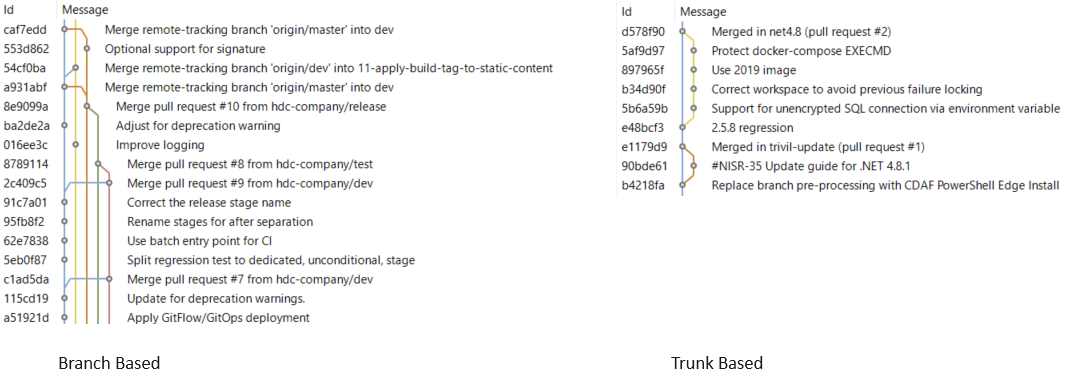 Id Message
caf7edd Merge remote-tracking branch 'origin/master' into dev
553d862 Optional support for signature
54cf0ba Merge remote-tracking branch 'origin/dev' into 11-apply-build-tag-to-static-content
a931abf Merge remote-tracking branch 'origin/master' into dev
8e9099a Merge pull request #10 from hdc-company/release
ba2de2a Adjust for deprecation warning
016ee3c Improve logging
8789114 Merge pull request #8 from hdc-company/test
2c409c5 Merge pull request #9 from hdc-company/dev
91c7a01 Correct the release stage name
95fb8f2 Rename stages for after separation
62e7838 Use batch entry point for CI
5eb0f87 Split regression test to dedicated, unconditional, stage
c1ad5da Merge pull request #7 from hdc-company/dev
115cd19 Update for deprecation warnings.
a51921d Apply GitFlow/GitOps deployment
Branch Based
Id Message
d578f90 Merged in net4.8 (pull request #2)
5af9d97 Protect docker-compose EXECMD
897965f Use 2019 image
b34d90f Correct workspace to avoid previous failure locking
5b6a59b Support for unencrypted SQL connection via environment variable
e48bcf3 2.5.8 regression
e1179d9 Merged in trivil-update (pull request #1)
90bde61 #NISR-35 Update guide for .NET 4.8.1
b4218fa Replace branch pre-processing with CDAF PowerShell Edge Install
Trunk Based